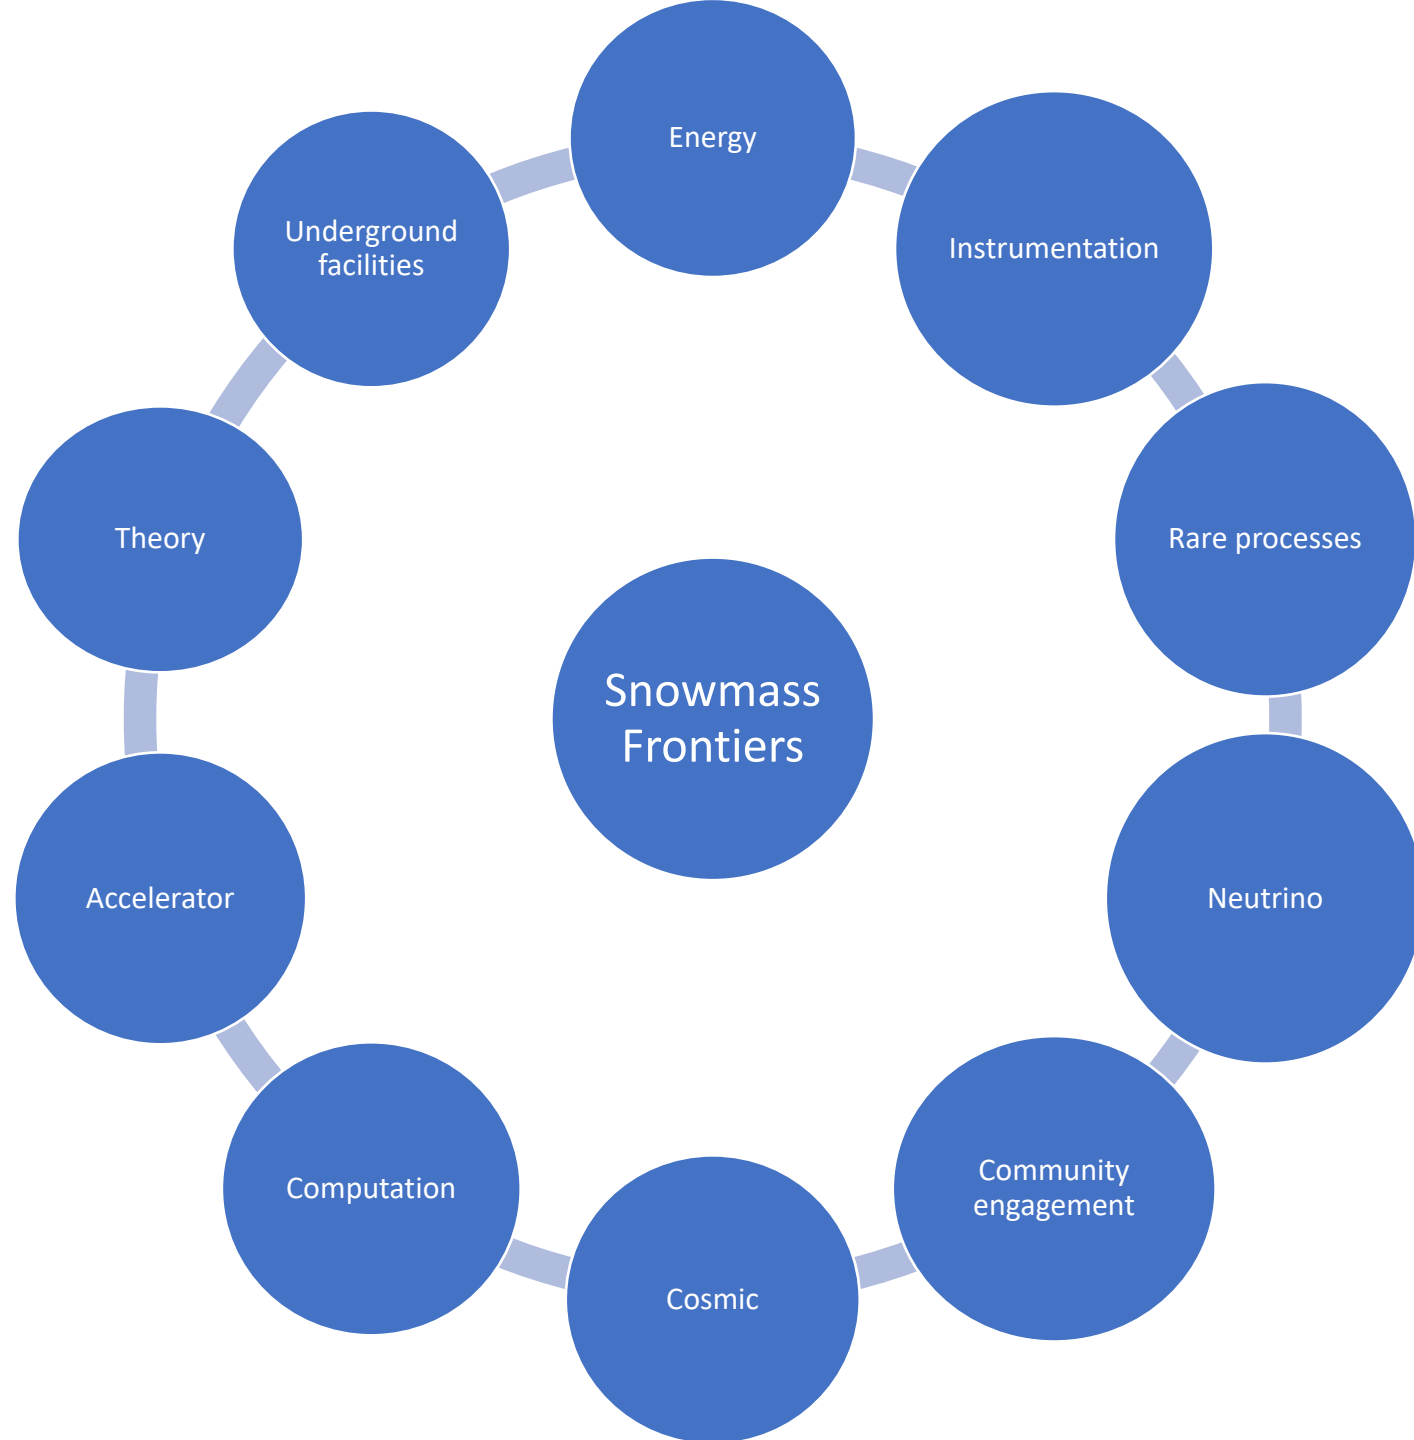 Energy
Instrumentation
Rare processes
Neutrino
Community
engagement
Cosmic
Computation
Accelerator
Theory
Underground
facilities
Snowmass
Frontiers